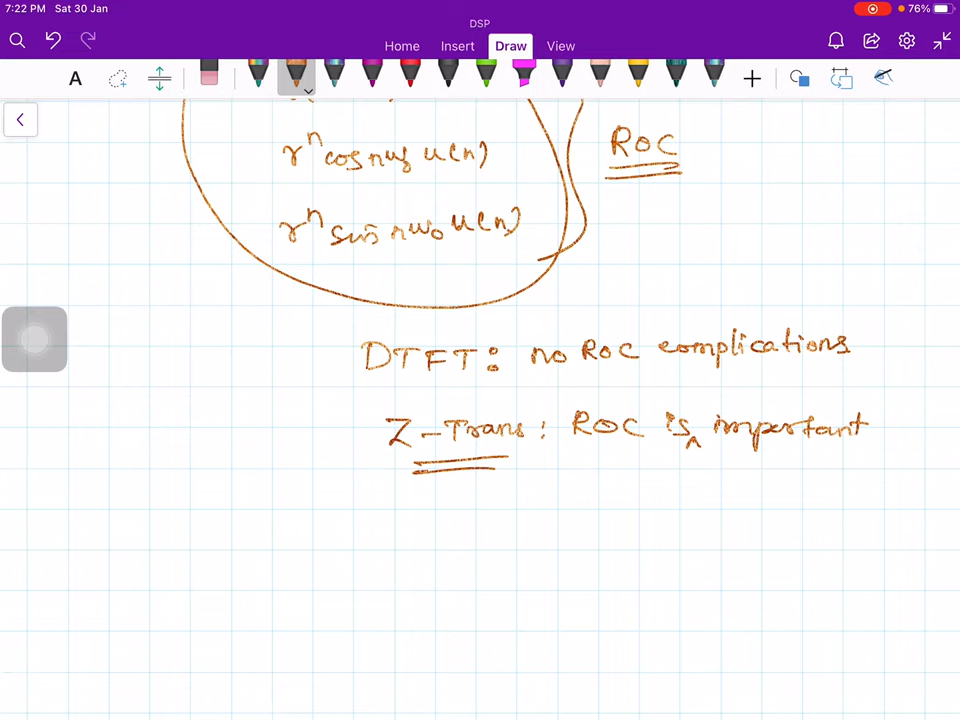 7:22 PM Sat 30 Jan
76%
DSP
Home Insert Draw View
A
rⁿ cos nω₀ u(n)
ROC
rⁿ sin nω₀ u(n)
DTFT: no ROC complications
Z-Trans: ROC is important